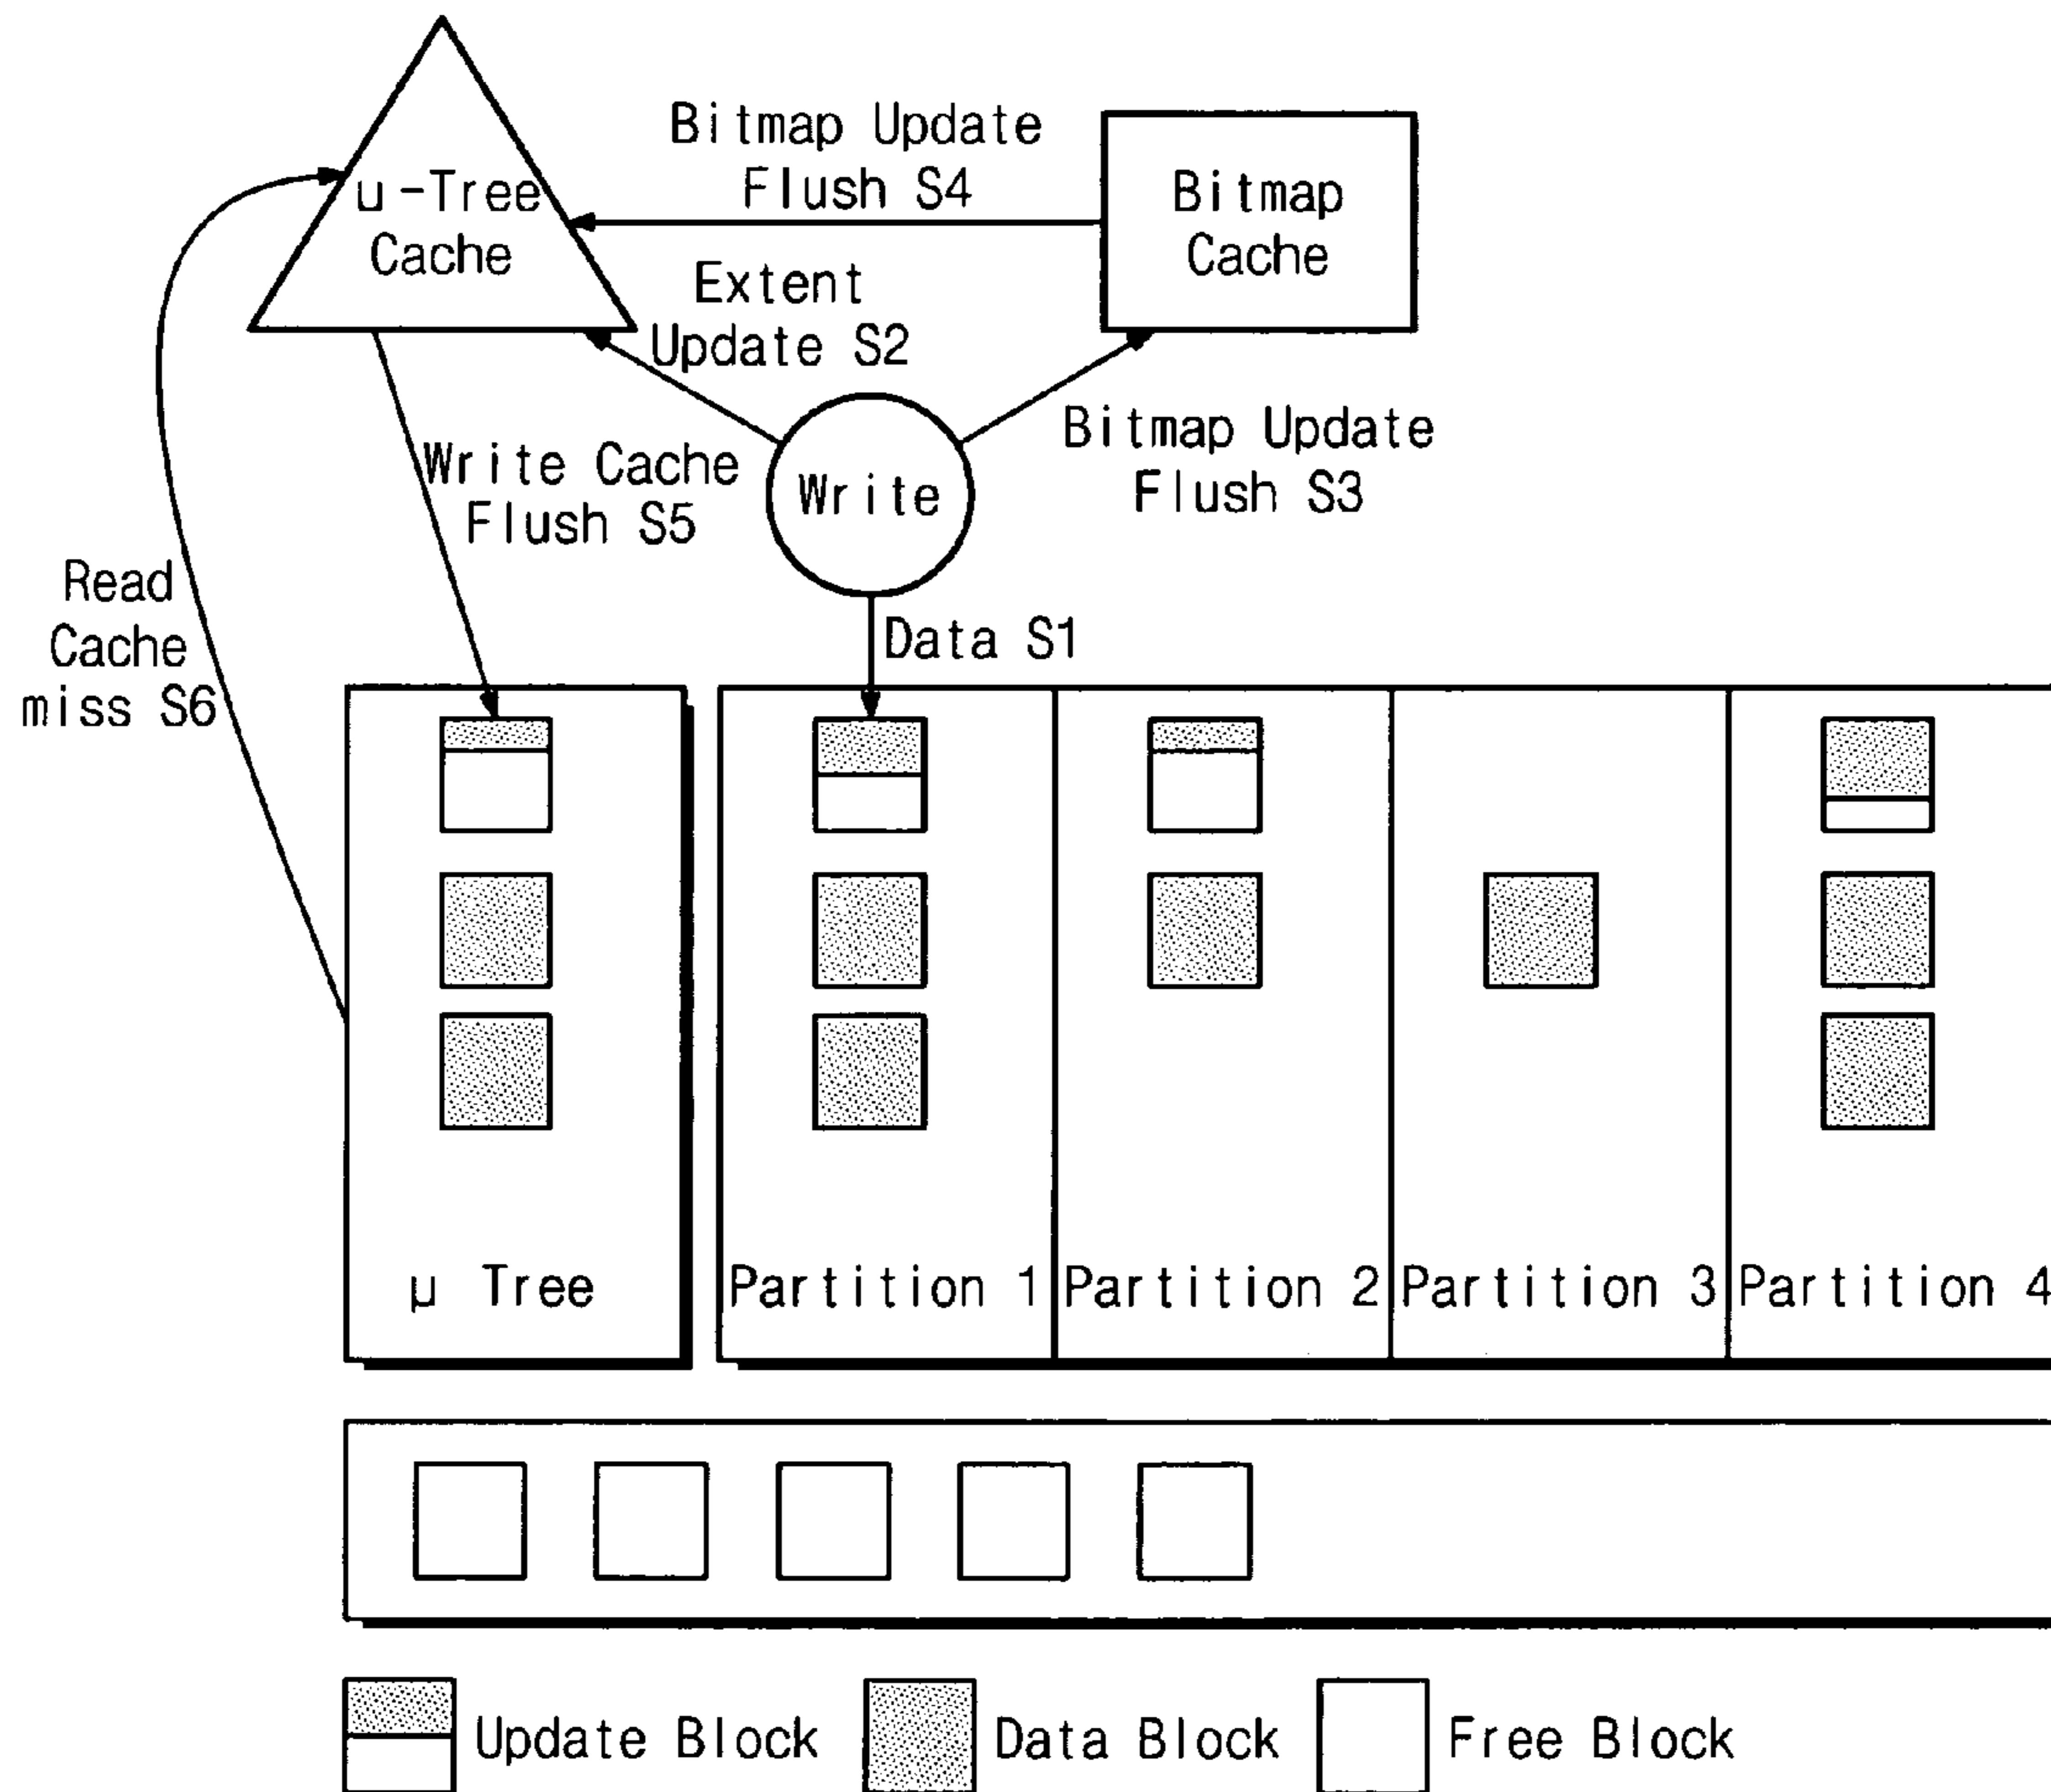 Bitmap Update
Flush S4
μ-Tree
Cache
Bitmap
Cache
Extent
Update S2
Bitmap Update
Flush S3
Write Cache
Flush S5
Write
Read
Cache
miss S6
Data S1
μ Tree
Partition 1
Partition 2
Partition 3
Partition 4
Update Block
Data Block
Free Block